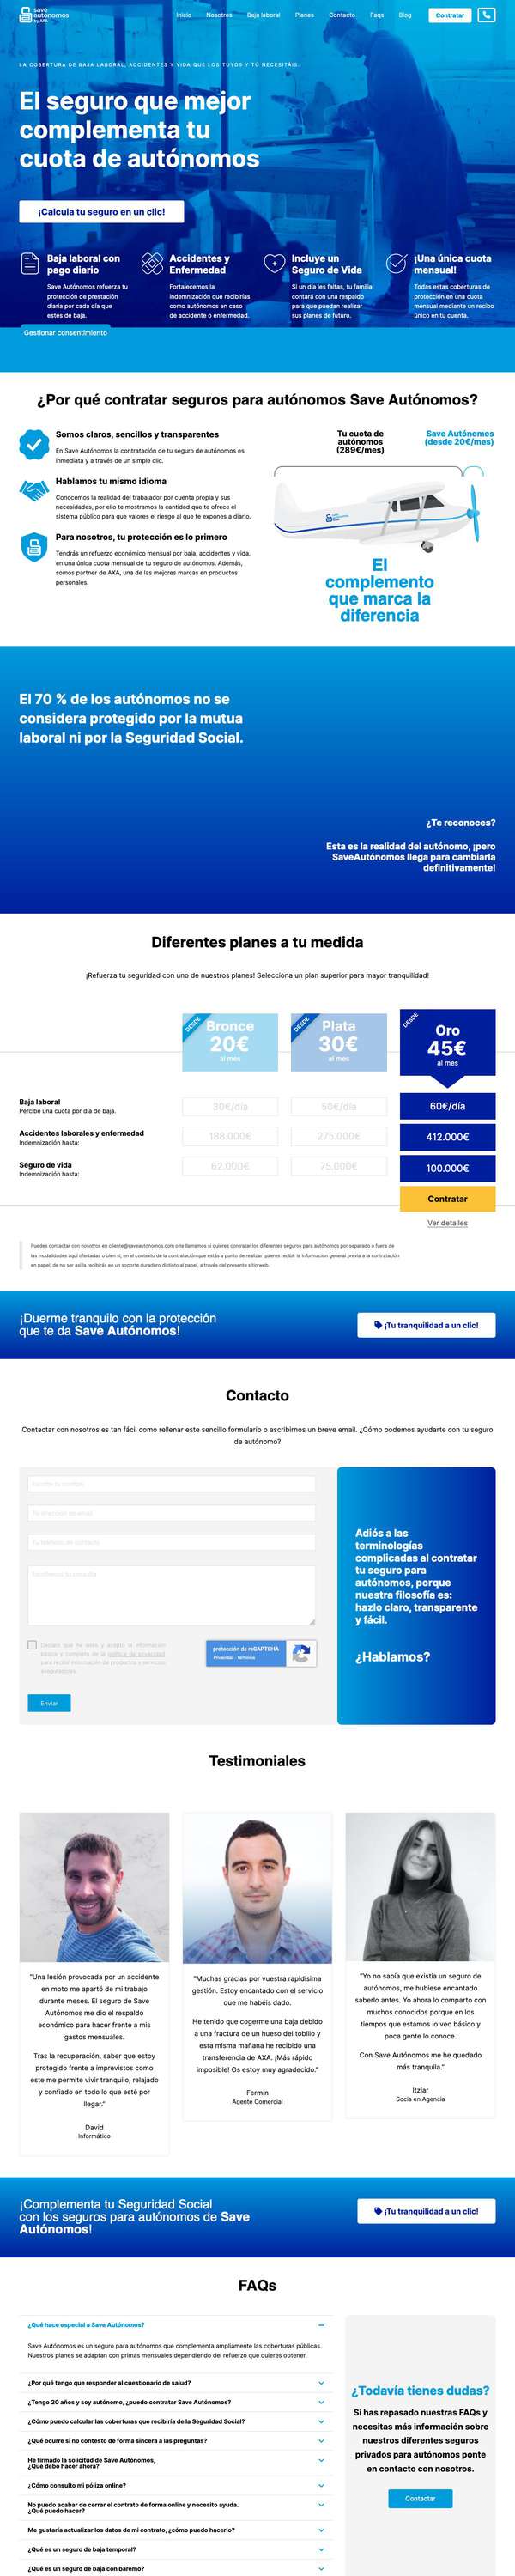 save
autónomos
by AXA
Inicio Nosotros Baja laboral Planes Contacto Faqs Blog Contratar
LA COBERTURA DE BAJA LABORAL, ACCIDENTES Y VIDA QUE LOS TUYOS Y TÚ NECESITÁIS.
El seguro que mejor
complementa tu
cuota de autónomos
¡Calcula tu seguro en un clic!
Baja laboral con
pago diario
Save Autónomos refuerza tu
protección de prestación
diaria por cada día que
estés de baja.
Accidentes y
Enfermedad
Fortalecemos la
indemnización que recibirías
como autónomos en caso
de accidente o enfermedad.
Incluye un
Seguro de Vida
Si un día les faltas, tu familia
contará con una respaldo
para que puedan realizar
sus planes de futuro.
¡Una única cuota
mensual!
Todas estas coberturas de
protección en una cuota
mensual mediante un recibo
único en tu cuenta.
Gestionar consentimiento
¿Por qué contratar seguros para autónomos Save Autónomos?
Somos claros, sencillos y transparentes
En Save Autónomos la contratación de tu seguro de autónomos es
inmediata y a través de un simple clic.
Hablamos tu mismo idioma
Conocemos la realidad del trabajador por cuenta propia y sus
necesidades, por ello te mostramos la cantidad que te ofrece el
sistema público para que valores el riesgo al que te expones a diario.
Para nosotros, tu protección es lo primero
Tendrás un refuerzo económico mensual por baja, accidentes y vida,
en una única cuota mensual de tu seguro de autónomos. Además,
somos partner de AXA, una de las mejores marcas en productos
personales.
Tu cuota de
autónomos
(289€/mes)
Save Autónomos
(desde 20€/mes)
El
complemento
que marca la
diferencia
El 70 % de los autónomos no se
considera protegido por la mutua
laboral ni por la Seguridad Social.
¿Te reconoces?
Esta es la realidad del autónomo, ¡pero
SaveAutónomos llega para cambiarla
definitivamente!
Diferentes planes a tu medida
¡Refuerza tu seguridad con uno de nuestros planes! Selecciona un plan superior para mayor tranquilidad!
DESDE
Bronce
20€
al mes
DESDE
Plata
30€
al mes
DESDE
Oro
45€
al mes
Baja laboral
Percibe una cuota por día de baja.
30€/día 50€/día 60€/día
Accidentes laborales y enfermedad
Indemnización hasta:
188.000€ 275.000€ 412.000€
Seguro de vida
Indemnización hasta:
62.000€ 75.000€ 100.000€
Contratar
Ver detalles
Puedes contactar con nosotros en cliente@saveautonomos.com o te llamamos si quieres contratar los diferentes seguros para autónomos por separado o fuera de
las modalidades aquí ofertadas o bien si, en el contexto de la contratación que estás a punto de realizar quieres recibir la información general previa a la contratación
en papel, de no ser así la recibirás en un soporte duradero distinto al papel, a través del presente sitio web.
¡Duerme tranquilo con la protección
que te da Save Autónomos!
¡Tu tranquilidad a un clic!
Contacto
Contactar con nosotros es tan fácil como rellenar este sencillo formulario o escribirnos un breve email. ¿Cómo podemos ayudarte con tu seguro
de autónomo?
Tu dirección de email
Tu teléfono de contacto
Declaro que he leído y acepto la información
básica y completa de la política de privacidad
para recibir información de productos y servicios
aseguradores.
protección de reCAPTCHA
Privacidad - Términos
Enviar
Adiós a las
terminologías
complicadas al contratar
tu seguro para
autónomos, porque
nuestra filosofía es:
hazlo claro, transparente
y fácil.
¿Hablamos?
Testimoniales
"Una lesión provocada por un accidente
en moto me apartó de mi trabajo
durante meses. El seguro de Save
Autónomos me dio el respaldo
económico para hacer frente a mis
gastos mensuales.
Tras la recuperación, saber que estoy
protegido frente a imprevistos como
este me permite vivir tranquilo, relajado
y confiado en todo lo que esté por
llegar."
David
Informático
"Muchas gracias por vuestra rapidísima
gestión. Estoy encantado con el servicio
que me habéis dado.
He tenido que cogerme una baja debido
a una fractura de un hueso del tobillo y
esta misma mañana he recibido una
transferencia de AXA. ¡Más rápido
imposible! Os estoy muy agradecido."
Fermín
Agente Comercial
"Yo no sabía que existía un seguro de
autónomos, me hubiese encantado
saberlo antes. Yo ahora lo comparto con
muchos conocidos porque en los
tiempos que estamos lo veo básico y
poca gente lo conoce.
Con Save Autónomos me he quedado
más tranquila."
Itziar
Socia en Agencia
¡Complementa tu Seguridad Social
con los seguros para autónomos de Save
Autónomos!
¡Tu tranquilidad a un clic!
FAQs
¿Qué hace especial a Save Autónomos?
Save Autónomos es un seguro para autónomos que complementa ampliamente las coberturas públicas.
Nuestros planes se adaptan con primas mensuales dependiendo del refuerzo que quieres obtener.
¿Por qué tengo que responder al cuestionario de salud?
¿Tengo 20 años y soy autónomo, ¿puedo contratar Save Autónomos?
¿Cómo puedo calcular las coberturas que recibiría de la Seguridad Social?
¿Qué ocurre si no contesto de forma sincera a las preguntas?
He firmado la solicitud de Save Autónomos,
¿Qué debo hacer ahora?
¿Cómo consulto mi póliza online?
No puedo acabar de cerrar el contrato de forma online y necesito ayuda.
¿Qué puedo hacer?
Me gustaría actualizar los datos de mi contrato, ¿cómo puedo hacerlo?
¿Qué es un seguro de baja temporal?
¿Qué es un seguro de baja con baremo?
¿Todavía tienes dudas?
Si has repasado nuestras FAQs y
necesitas más información sobre
nuestros diferentes seguros
privados para autónomos ponte
en contacto con nosotros.
Contactar